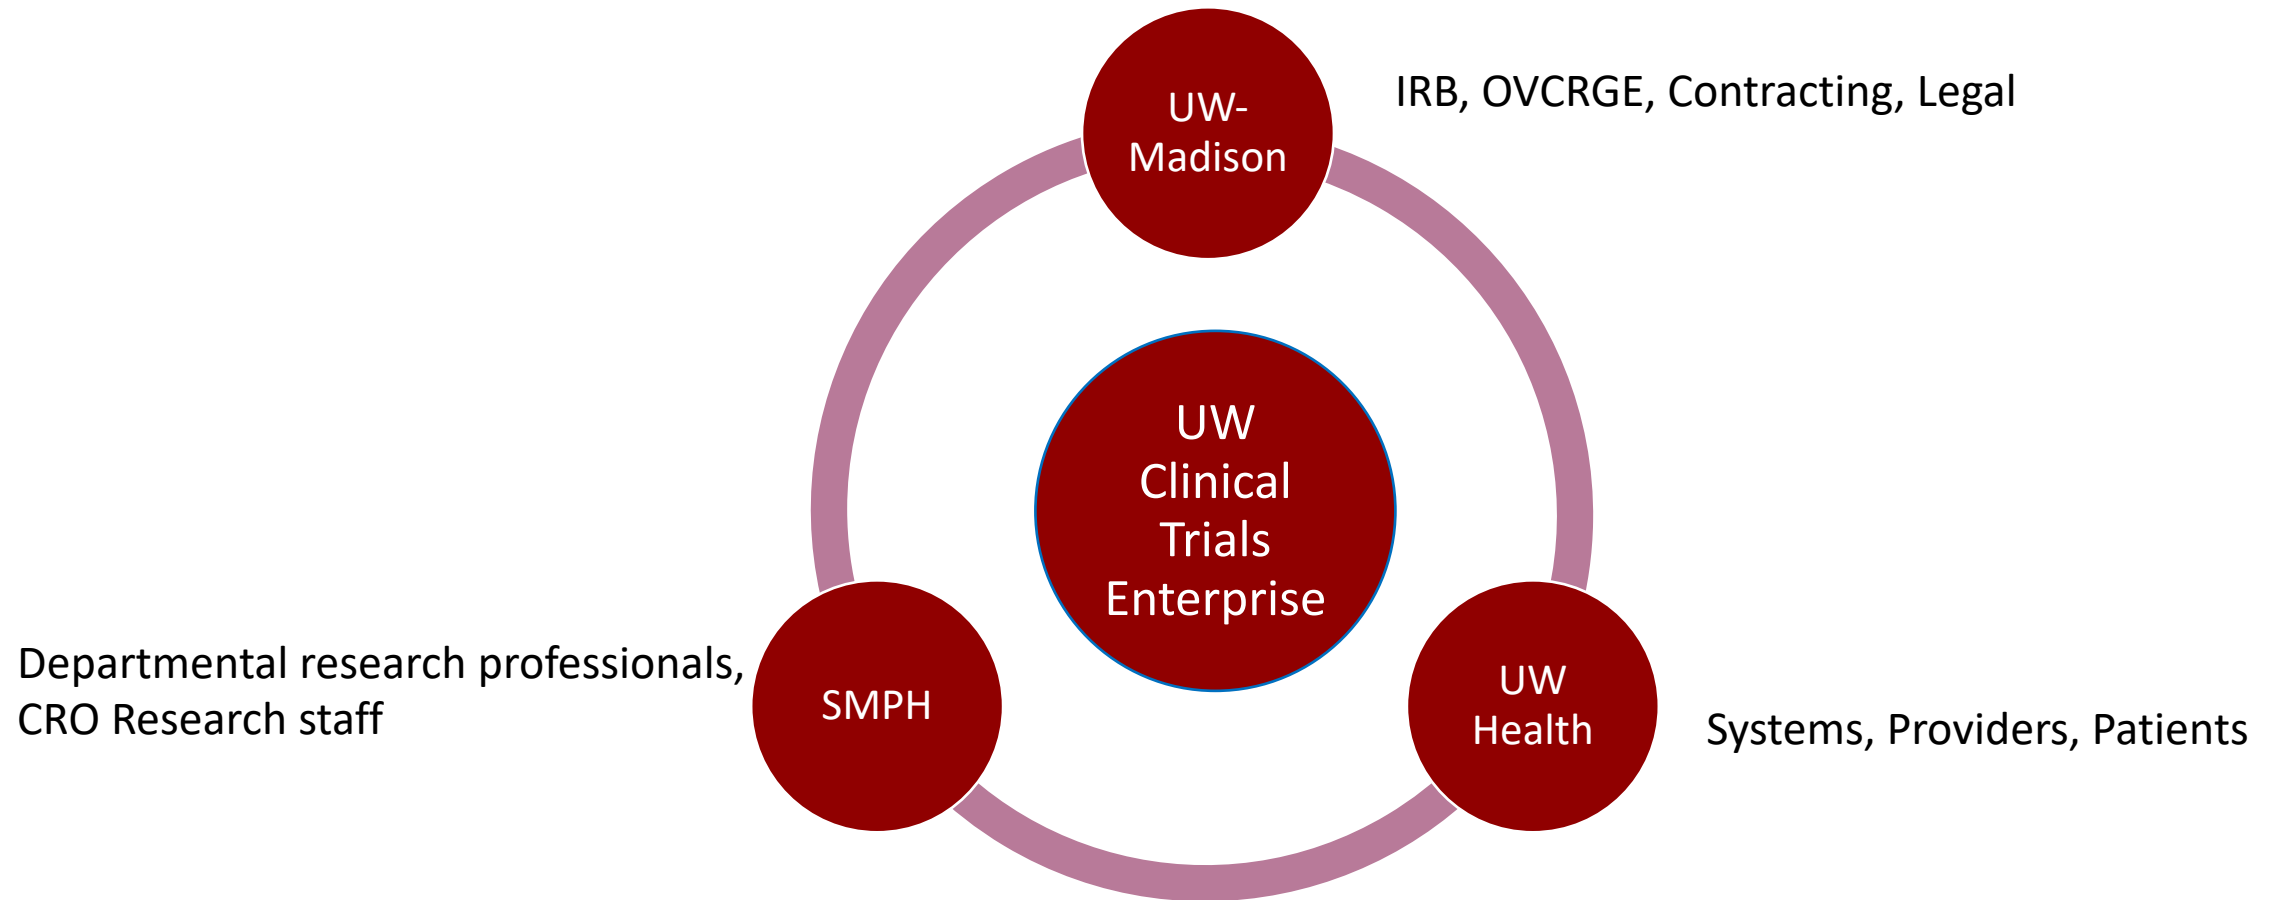 UW-
Madison
IRB, OVCRGE, Contracting, Legal
UW
Clinical
Trials
Enterprise
Departmental research professionals,
CRO Research staff
SMPH
UW
Health
Systems, Providers, Patients